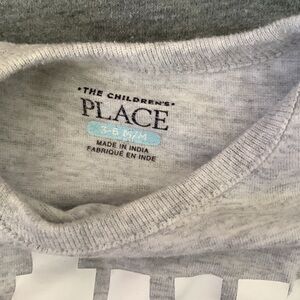 THE CHILDREN'S
PLACE
3-6 M/M
MADE IN INDIA
FABRIQUÉ EN INDE